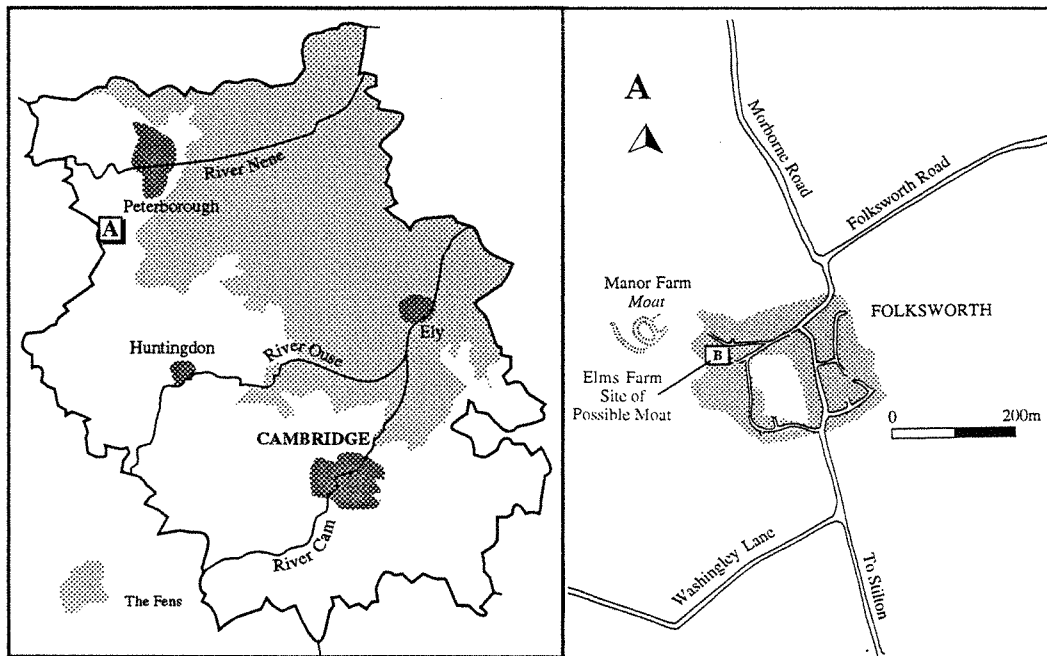 River Nene
Peterborough
A
Ely
Huntingdon
River Ouse
CAMBRIDGE
River Cam
The Fens
A
Morborne Road
Folksworth Road
Manor Farm
Moat
FOLKSWORTH
B
Elms Farm
Site of
Possible Moat
0 200m
Washingley Lane
To Stilton